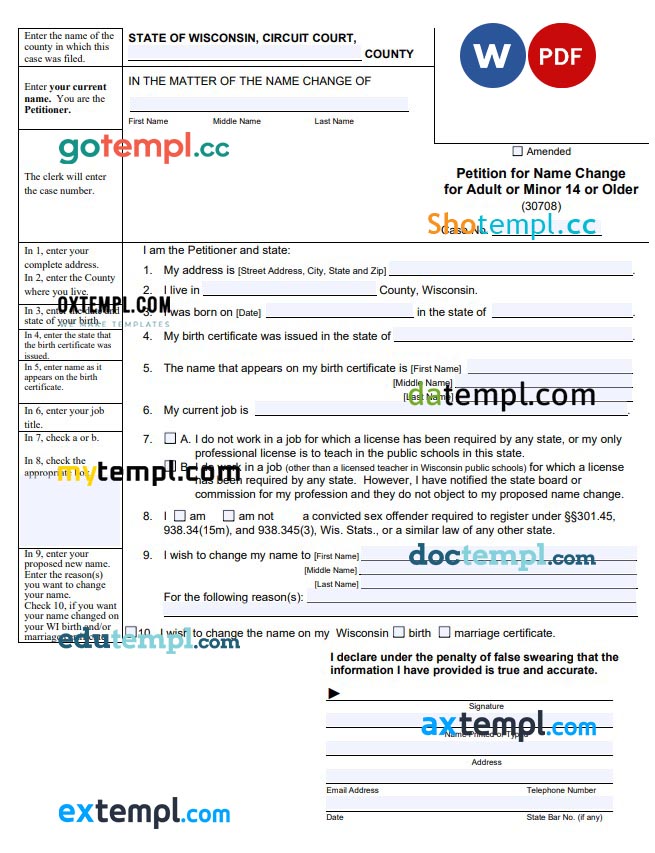 Enter the name of the
county in which this
case was filed.
STATE OF WISCONSIN, CIRCUIT COURT,
COUNTY
W
PDF
Enter your current
name. You are the
Petitioner.
IN THE MATTER OF THE NAME CHANGE OF
First Name Middle Name Last Name
gotempl.cc
The clerk will enter
the case number.
Amended
Petition for Name Change
for Adult or Minor 14 or Older
(30708)
Shotempl.cc
Case No.
In 1, enter your
complete address.
In 2, enter the County
where you live.
OXTEMPL.COM
WE MAKE TEMPLATES
In 3, enter the date and
state of your birth.
In 4, enter the state that
the birth certificate was
issued.
In 5, enter name as it
appears on the birth
certificate.
In 6, enter your job
title.
In 7, check a or b.
In 8, check the
appropriate box.
mytempl.com
In 9, enter your
proposed new name.
Enter the reason(s)
you want to change
your name.
Check 10, if you want
your name changed on
your WI birth and/or
marriage certificate.
edutempl.com
I am the Petitioner and state:
1. My address is [Street Address, City, State and Zip] .
2. I live in County, Wisconsin.
3. I was born on [Date] in the state of .
4. My birth certificate was issued in the state of .
5. The name that appears on my birth certificate is [First Name]
[Middle Name]
[Last Name]
datempl.com
6. My current job is .
7. A. I do not work in a job for which a license has been required by any state, or my only
professional license is to teach in the public schools in this state.
B. I do work in a job (other than a licensed teacher in Wisconsin public schools) for which a license
has been required by any state. However, I have notified the state board or
commission for my profession and they do not object to my proposed name change.
8. I am am not a convicted sex offender required to register under §§301.45,
938.34(15m), and 938.345(3), Wis. Stats., or a similar law of any other state.
9. I wish to change my name to [First Name]
[Middle Name]
[Last Name]
doctempl.com
For the following reason(s):
10. I wish to change the name on my Wisconsin birth marriage certificate.
I declare under the penalty of false swearing that the
information I have provided is true and accurate.
Signature
axtempl.com
Name Printed or Typed
Address
Email Address Telephone Number
Date State Bar No. (if any)
extempl.com